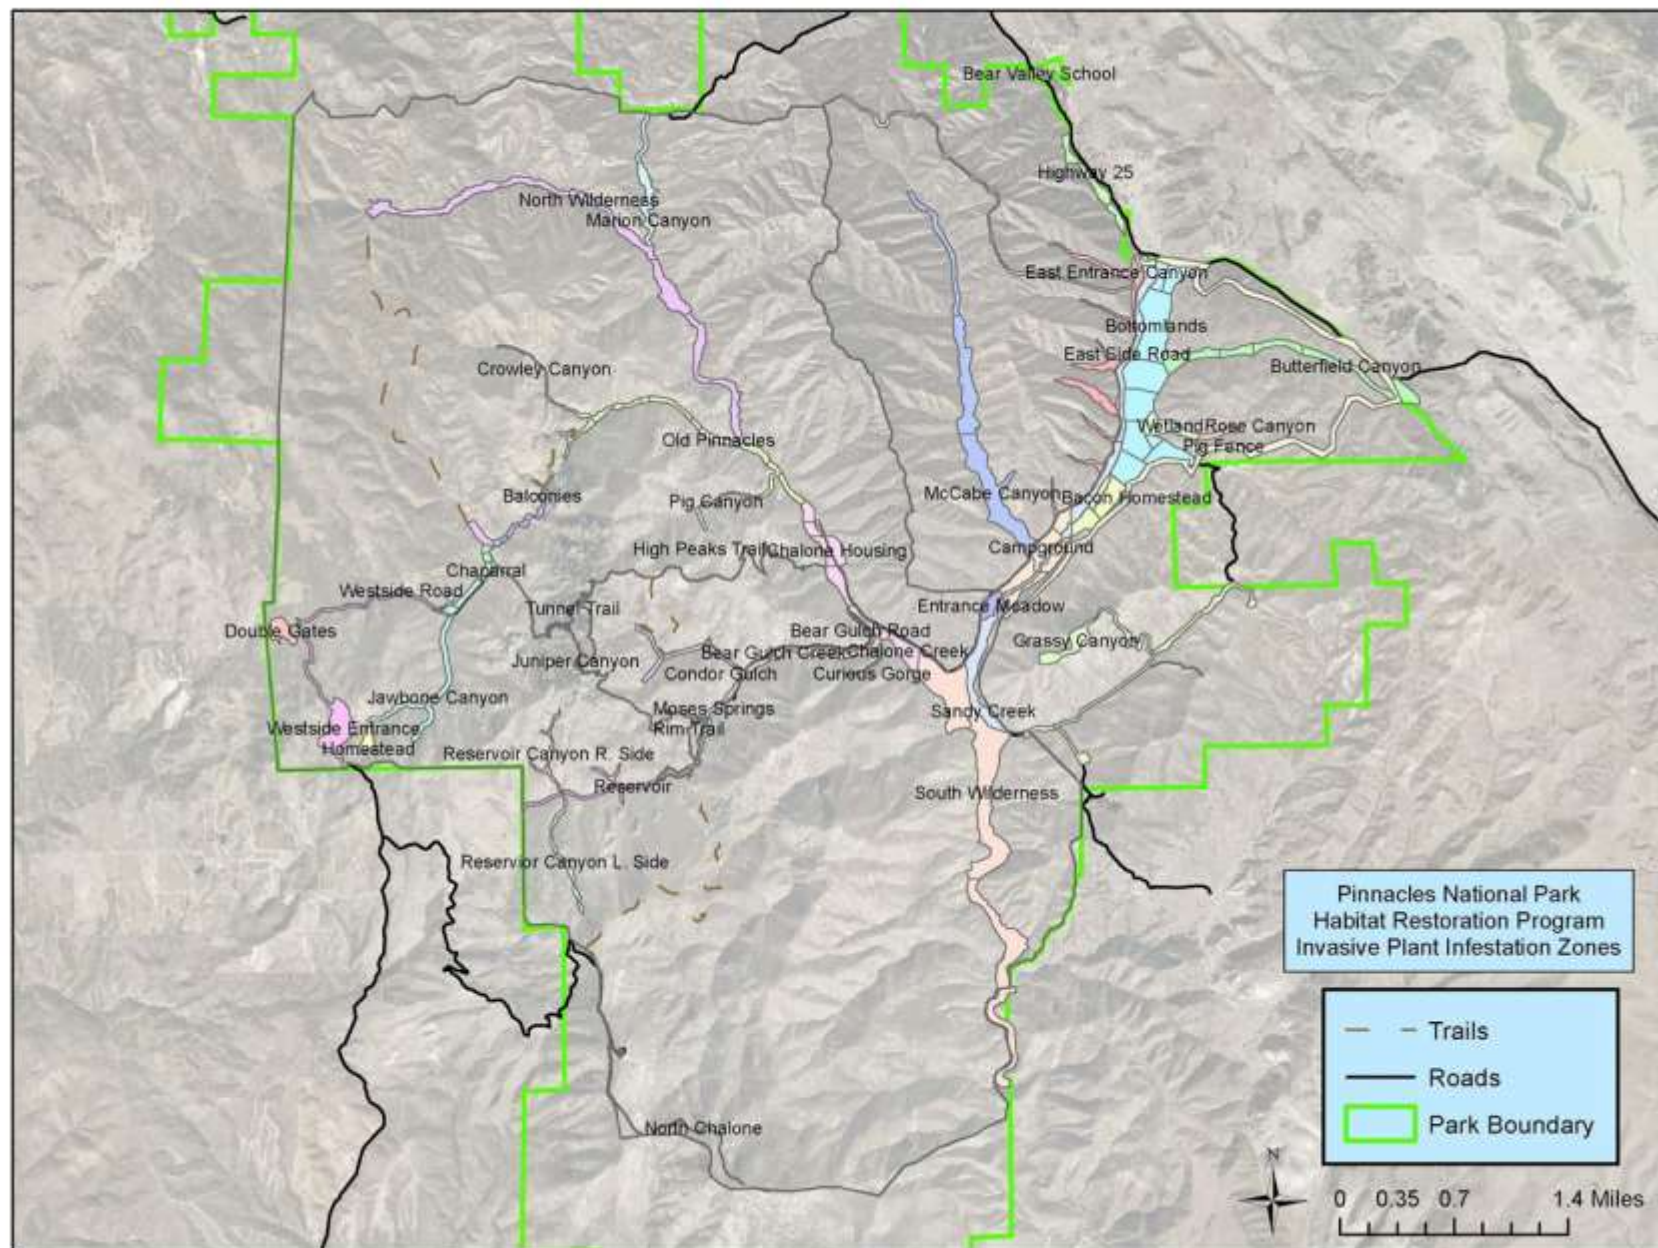 Bear Valley School
Highway 25
North Wilderness
Marion Canyon
East Entrance Canyon
Bottomlands
East Side Road
Butterfield Canyon
Crowley Canyon
Old Pinnacles
WetlandRose Canyon
Pig Fence
Balconies
Pig Canyon
McCabe Canyon
Bacon Homestead
High Peaks Trail
Chalone Housing
Campground
Chaparral
Westside Road
Tunnel Trail
Entrance Meadow
Double Gates
Bear Gulch Road
Grassy Canyon
Juniper Canyon
Bear Gulch Creek
Chalone Creek
Condor Gulch
Curious Gorge
Jawbone Canyon
Moses Springs
Sandy Creek
Westside Entrance
Rim Trail
Homestead
Reservoir Canyon R. Side
Reservoir
South Wilderness
Reservior Canyon L. Side
North Chalone
Pinnacles National Park
Habitat Restoration Program
Invasive Plant Infestation Zones
Trails
Roads
Park Boundary
N
0 0.35 0.7 1.4 Miles